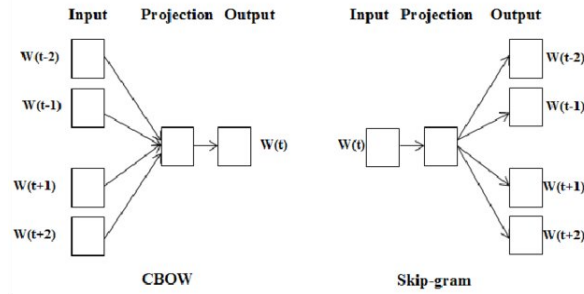 Input Projection Output
W(t-2)
W(t-1)
W(t)
W(t+1)
W(t+2)
CBOW
Input Projection Output
W(t-2)
W(t-1)
W(t)
W(t+1)
W(t+2)
Skip-gram